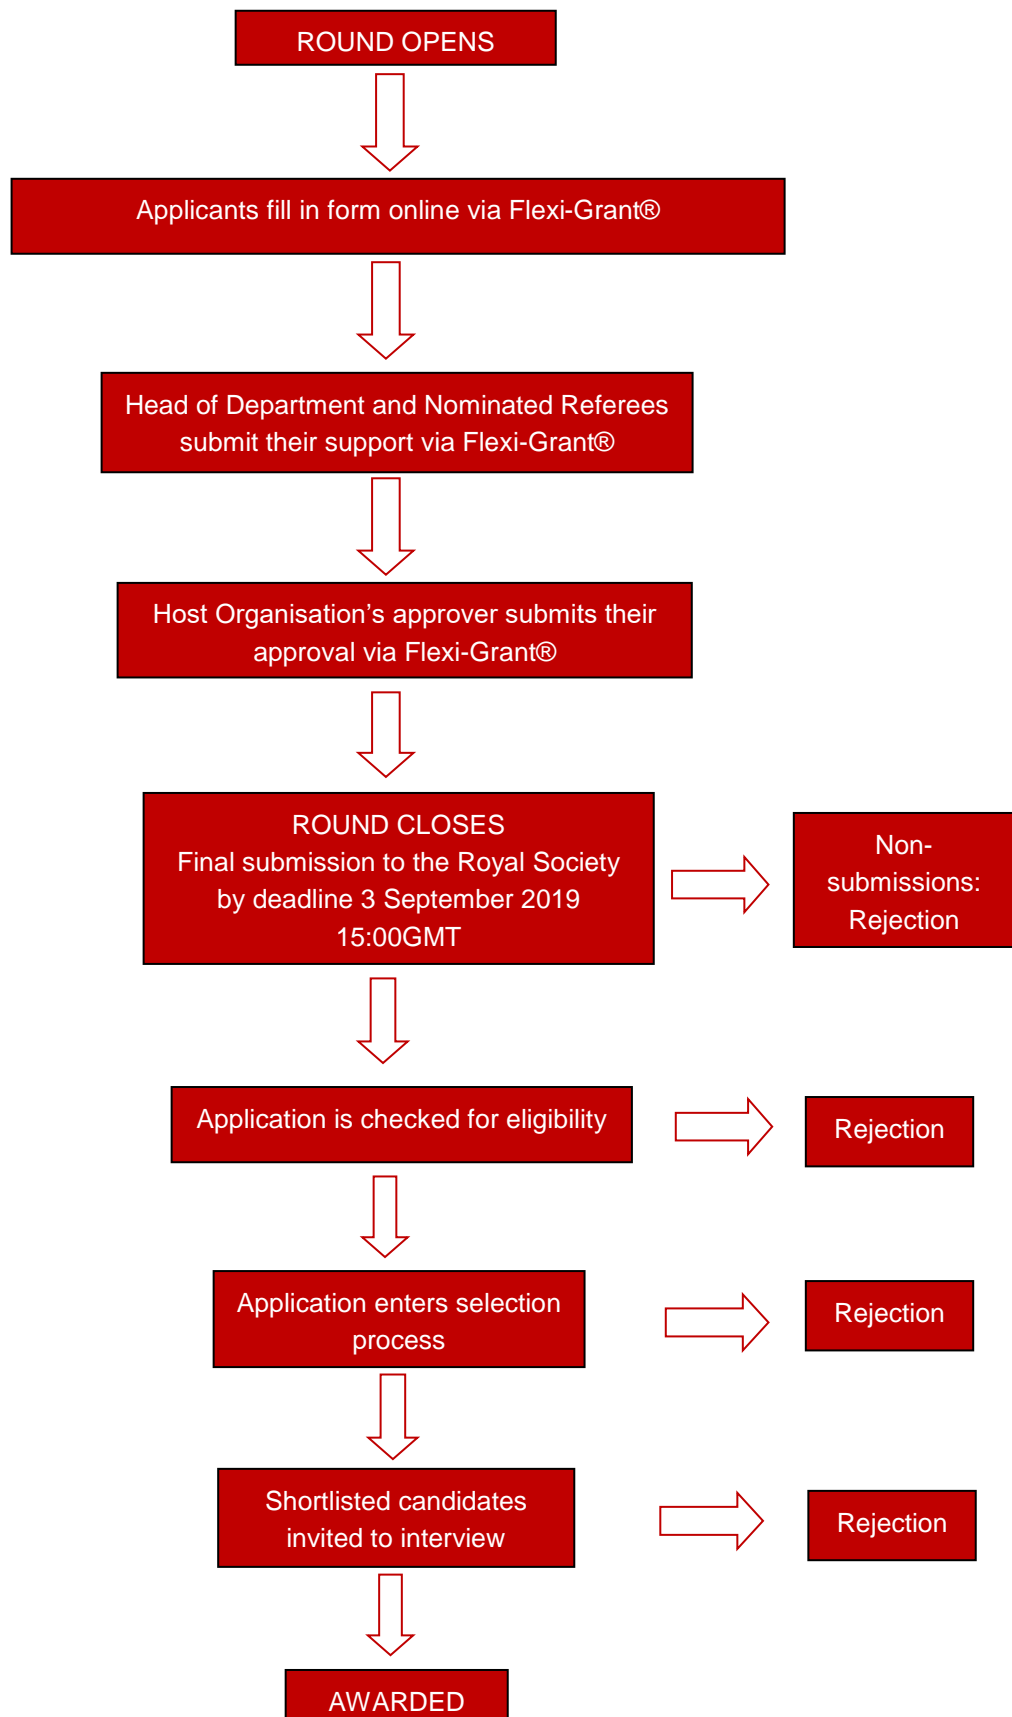 ROUND OPENS
Applicants fill in form online via Flexi-Grant®
Head of Department and Nominated Referees
submit their support via Flexi-Grant®
Host Organisation’s approver submits their
approval via Flexi-Grant®
ROUND CLOSES
Final submission to the Royal Society
by deadline 3 September 2019
15:00GMT
Non-
submissions:
Rejection
Application is checked for eligibility
Rejection
Application enters selection
process
Rejection
Shortlisted candidates
invited to interview
Rejection
AWARDED